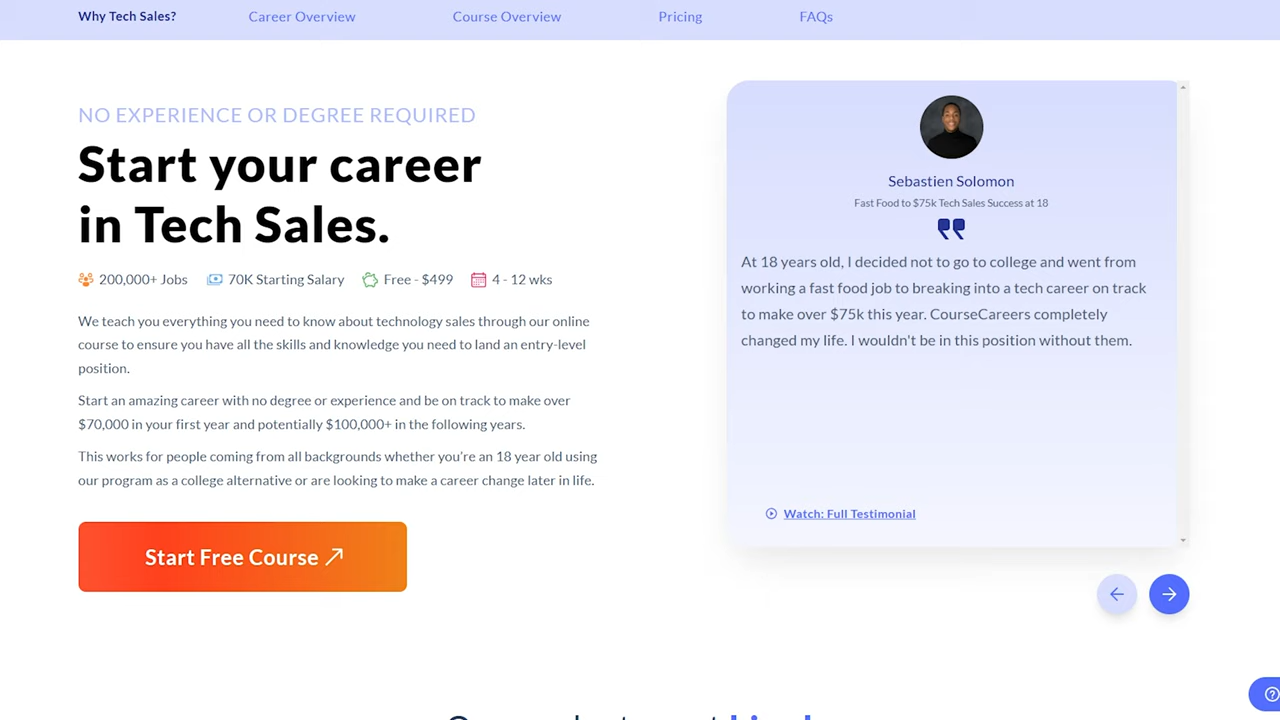 Why Tech Sales?
Career Overview
Course Overview
Pricing
FAQs
NO EXPERIENCE OR DEGREE REQUIRED
Start your career
in Tech Sales.
200,000+ Jobs
70K Starting Salary
Free - $499
4 - 12 wks
We teach you everything you need to know about technology sales through our online
course to ensure you have all the skills and knowledge you need to land an entry-level
position.
Start an amazing career with no degree or experience and be on track to make over
$70,000 in your first year and potentially $100,000+ in the following years.
This works for people coming from all backgrounds whether you're an 18 year old using
our program as a college alternative or are looking to make a career change later in life.
Start Free Course
Sebastien Solomon
Fast Food to $75k Tech Sales Success at 18
At 18 years old, I decided not to go to college and went from
working a fast food job to breaking into a tech career on track
to make over $75k this year. CourseCareers completely
changed my life. I wouldn't be in this position without them.
Watch: Full Testimonial